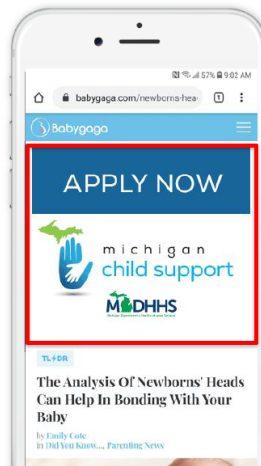 57% 9:02 AM
babygaga.com/newborns-hea
1
Babygaga
APPLY NOW
michigan
child support
MDHHS
TL;DR
The Analysis Of Newborns' Heads
Can Help In Bonding With Your
Baby
by Emily Cole
in Did You Know..., Parenting News